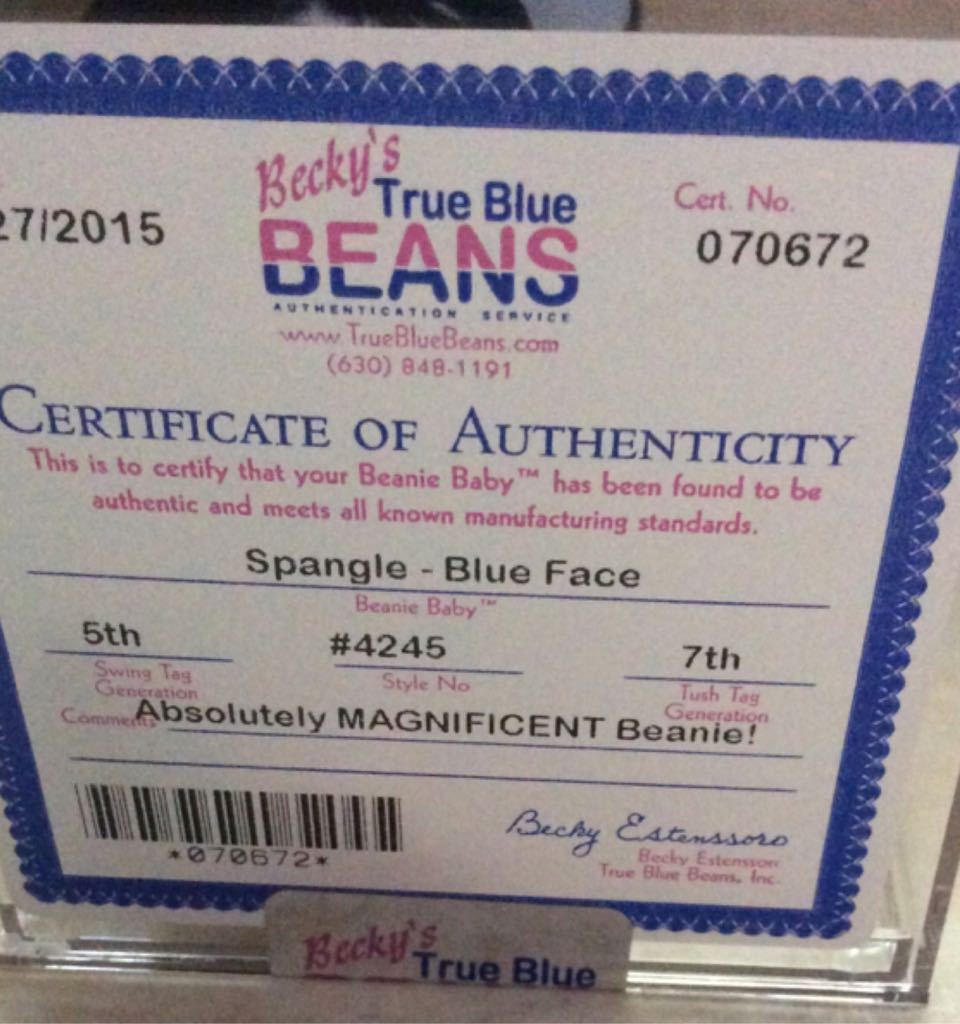 27/2015
Becky's
True Blue
BEANS
AUTHENTICATION SERVICE
www.TrueBlueBeans.com
(630) 848-1191
Cert. No.
070672
CERTIFICATE OF AUTHENTICITY
This is to certify that your Beanie Baby™ has been found to be
authentic and meets all known manufacturing standards.
Spangle - Blue Face
Beanie Baby™
5th #4245 7th
Swing Tag Generation
Style No
Tush Tag Generation
Comments Absolutely MAGNIFICENT Beanie!
*070672*
Becky Estenssoro
Becky Estenssoro
True Blue Beans, Inc.
Becky's
True Blue